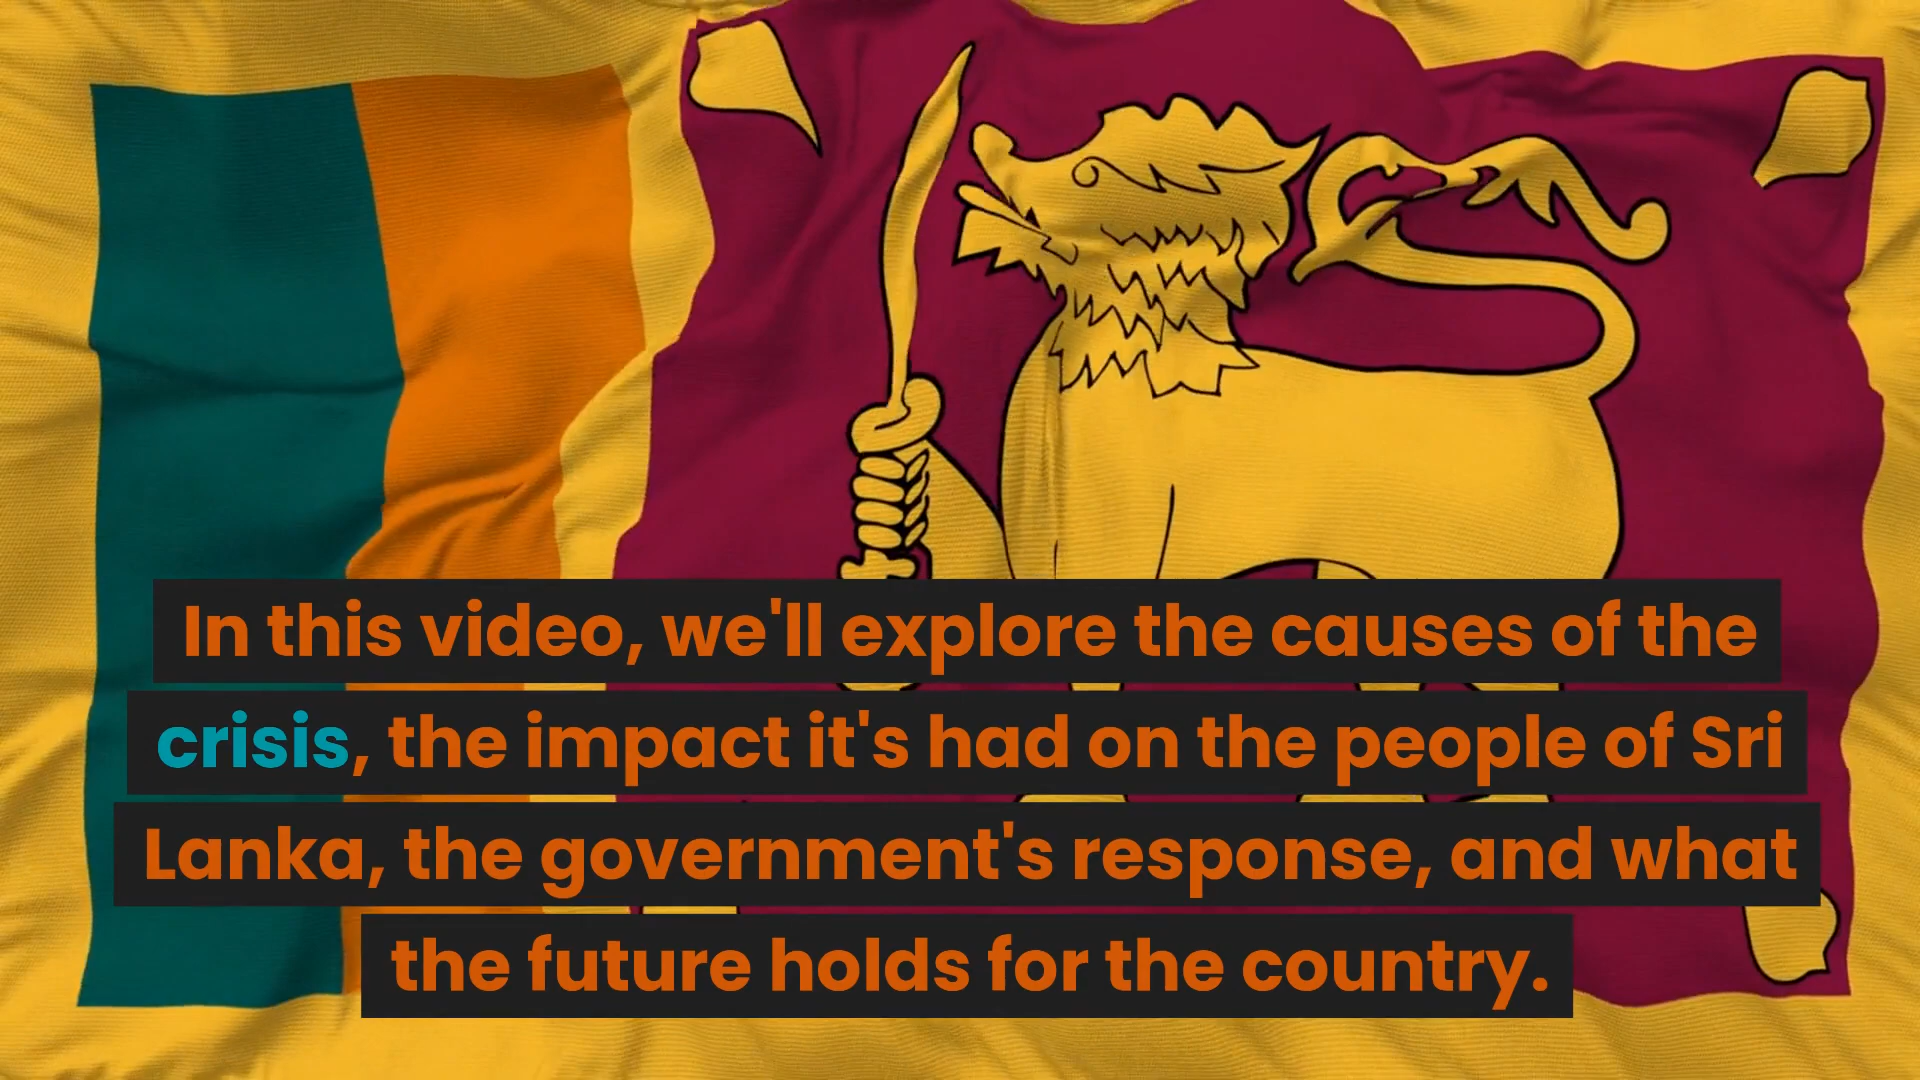 In this video, we'll explore the causes of the
crisis, the impact it's had on the people of Sri
Lanka, the government's response, and what
the future holds for the country.